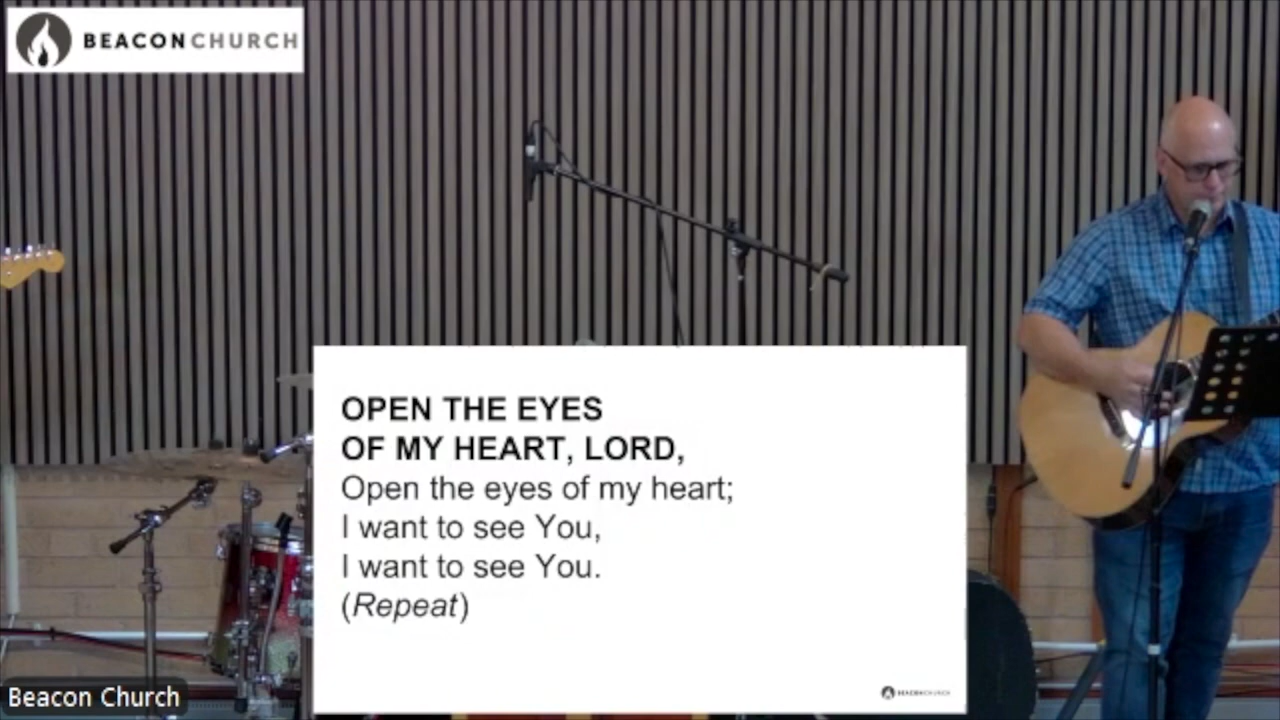 BEACONCHURCH
OPEN THE EYES
OF MY HEART, LORD,
Open the eyes of my heart;
I want to see You,
I want to see You.
(Repeat)
BEACONCHURCH
Beacon Church